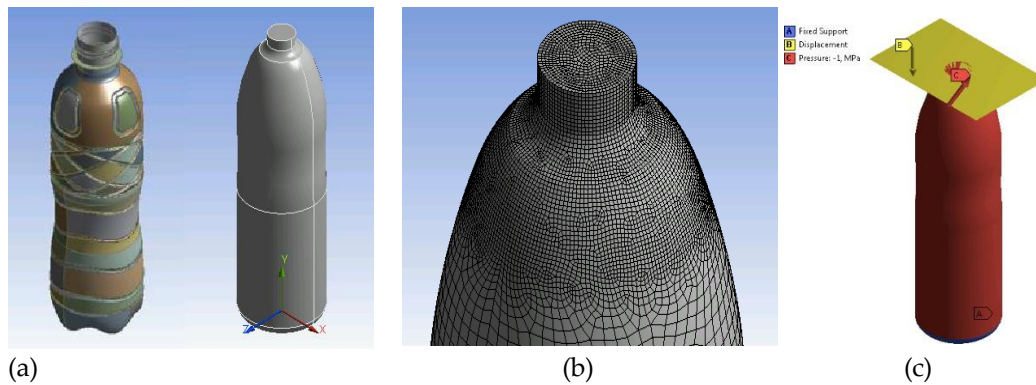 A Fixed Support
B Displacement
C Pressure: -1, MPa
B
C
Y
Z X
A
(a) (b) (c)